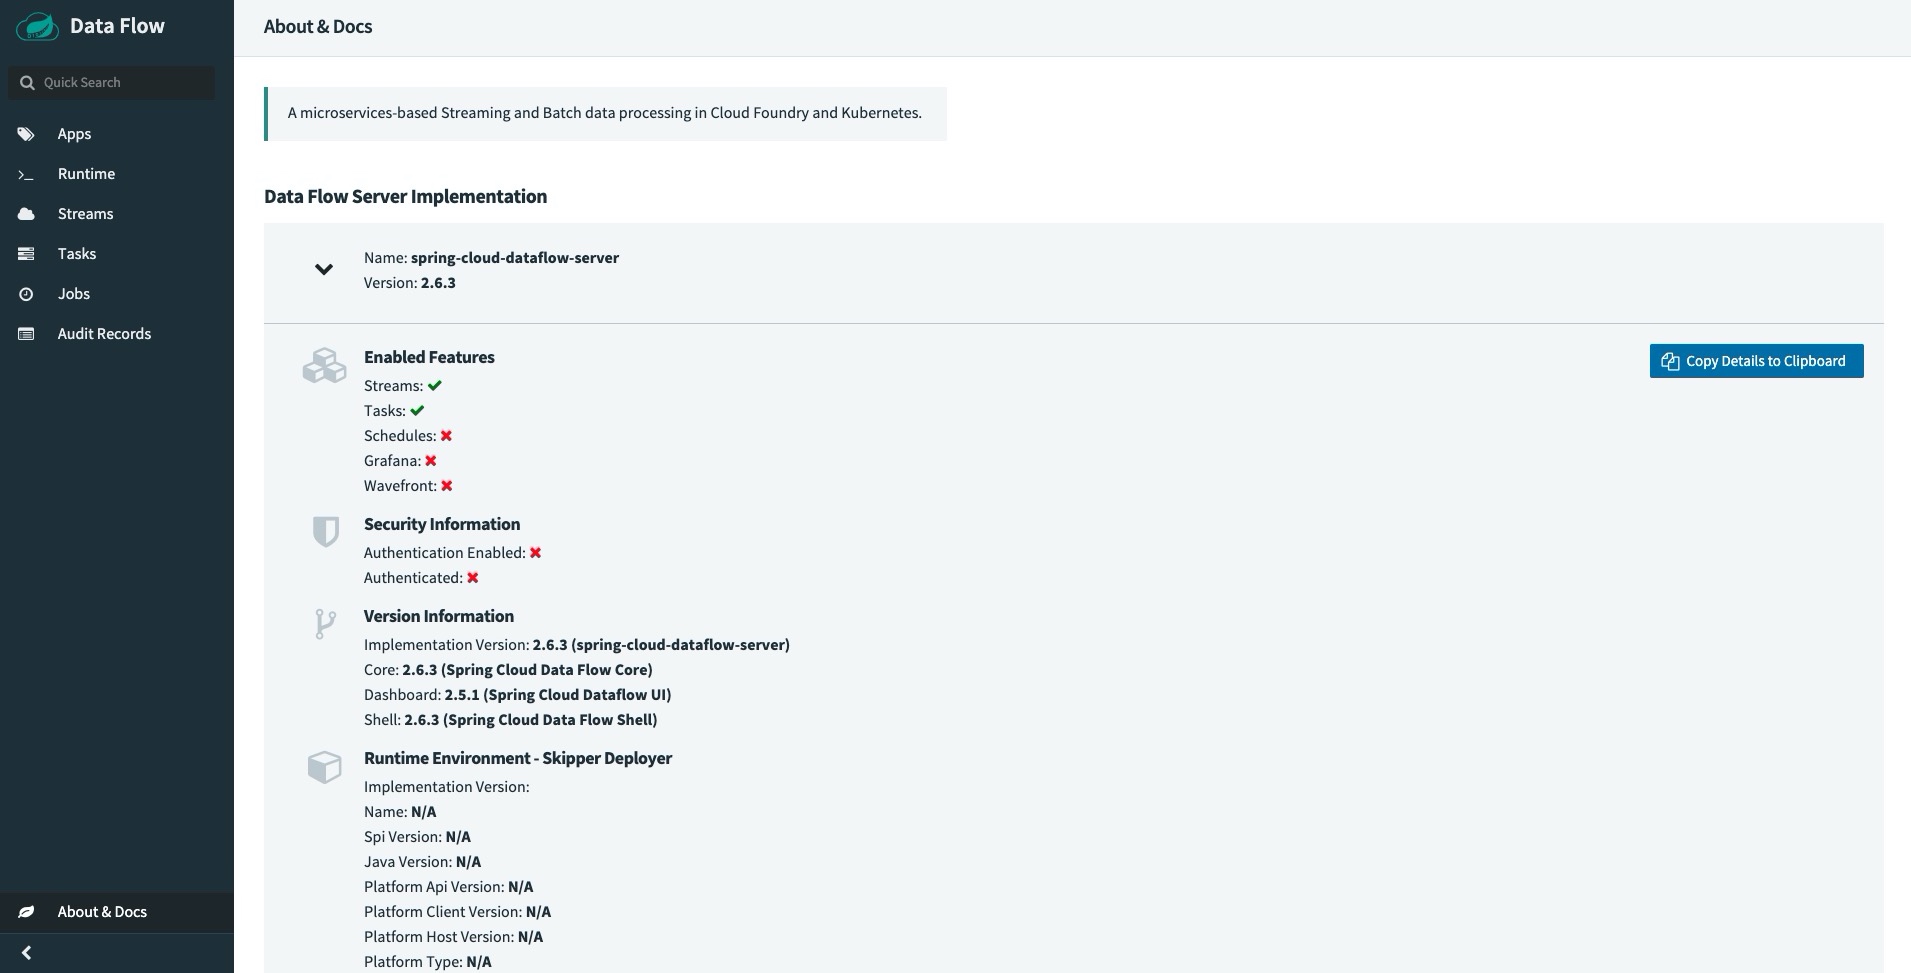 Data Flow
Quick Search
Apps
Runtime
Streams
Tasks
Jobs
Audit Records
About & Docs
About & Docs
A microservices-based Streaming and Batch data processing in Cloud Foundry and Kubernetes.
Data Flow Server Implementation
Name: spring-cloud-dataflow-server
Version: 2.6.3
Enabled Features
Copy Details to Clipboard
Streams:
Tasks:
Schedules:
Grafana:
Wavefront:
Security Information
Authentication Enabled:
Authenticated:
Version Information
Implementation Version: 2.6.3 (spring-cloud-dataflow-server)
Core: 2.6.3 (Spring Cloud Data Flow Core)
Dashboard: 2.5.1 (Spring Cloud Dataflow UI)
Shell: 2.6.3 (Spring Cloud Data Flow Shell)
Runtime Environment - Skipper Deployer
Implementation Version:
Name: N/A
Spi Version: N/A
Java Version: N/A
Platform Api Version: N/A
Platform Client Version: N/A
Platform Host Version: N/A
Platform Type: N/A